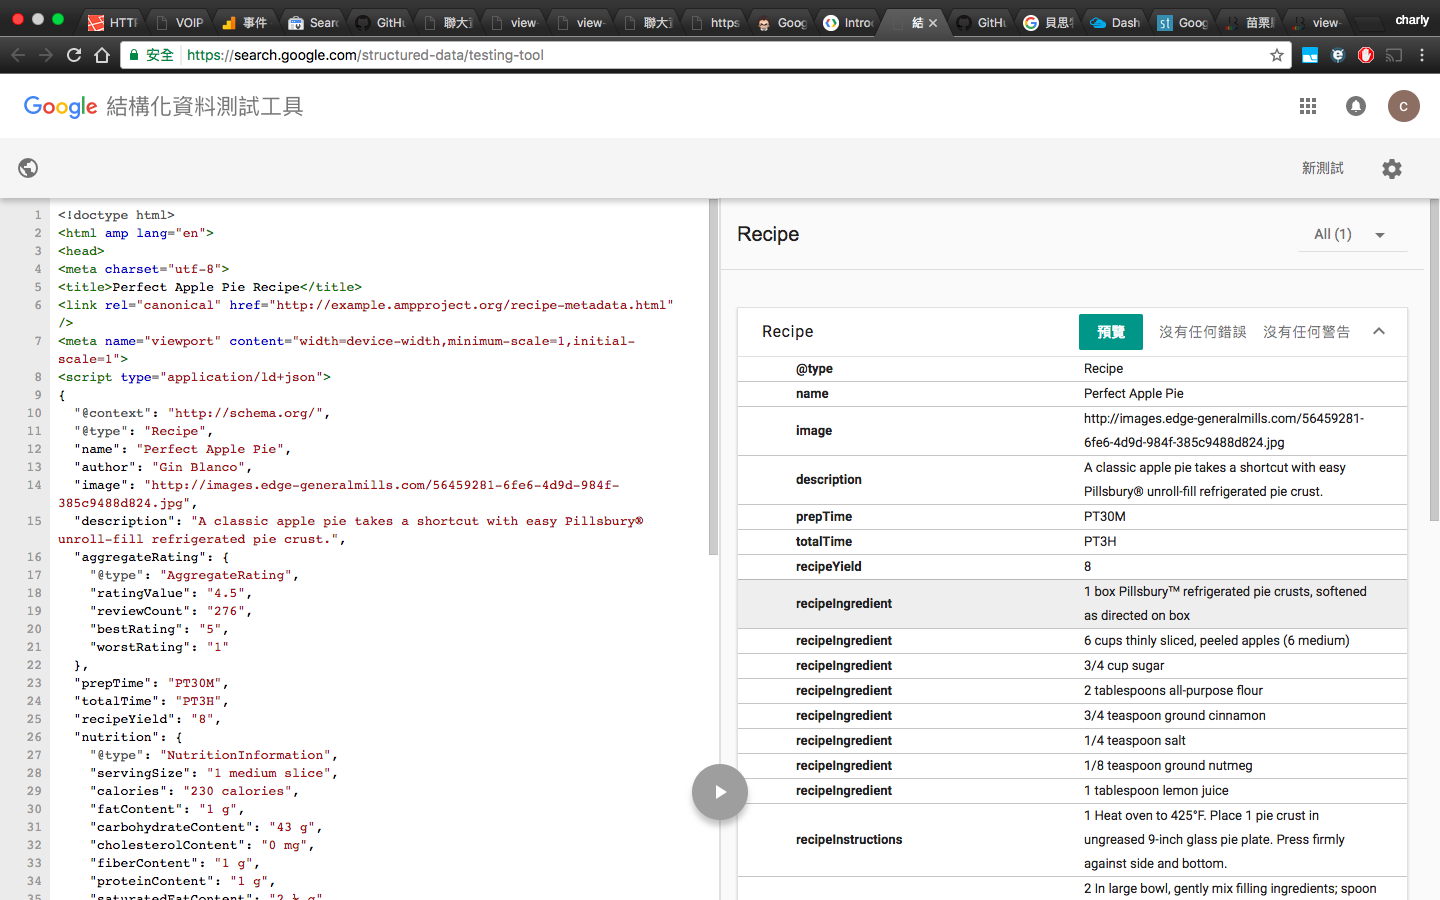 HTTP
VOIP
事件
Sear
GitHu
聯大
view-
view-
聯大
https
Goog
Introd
結
GitHu
貝思
Dash
Goog
苗栗
view-
charly
安全
https://search.google.com/structured-data/testing-tool
Google 結構化資料測試工具
C
新測試
1 <!doctype html>
2 <html amp lang="en">
3 <head>
4 <meta charset="utf-8">
5 <title>Perfect Apple Pie Recipe</title>
6 <link rel="canonical" href="http://example.ampproject.org/recipe-metadata.html"
/>
7 <meta name="viewport" content="width=device-width,minimum-scale=1,initial-
scale=1">
8 <script type="application/ld+json">
9 {
10 "@context": "http://schema.org/",
11 "@type": "Recipe",
12 "name": "Perfect Apple Pie",
13 "author": "Gin Blanco",
14 "image": "http://images.edge-generalmills.com/56459281-6fe6-4d9d-984f-
385c9488d824.jpg",
15 "description": "A classic apple pie takes a shortcut with easy Pillsbury®
unroll-fill refrigerated pie crust.",
16 "aggregateRating": {
17 "@type": "AggregateRating",
18 "ratingValue": "4.5",
19 "reviewCount": "276",
20 "bestRating": "5",
21 "worstRating": "1"
22 },
23 "prepTime": "PT30M",
24 "totalTime": "PT3H",
25 "recipeYield": "8",
26 "nutrition": {
27 "@type": "NutritionInformation",
28 "servingSize": "1 medium slice",
29 "calories": "230 calories",
30 "fatContent": "1 g",
31 "carbohydrateContent": "43 g",
32 "cholesterolContent": "0 mg",
33 "fiberContent": "1 g",
34 "proteinContent": "1 g",
35 "saturatedFatContent": "2 ½ g",
Recipe
All (1)
Recipe
預覽
沒有任何錯誤
沒有任何警告
@type Recipe
name Perfect Apple Pie
image http://images.edge-generalmills.com/56459281-
6fe6-4d9d-984f-385c9488d824.jpg
description A classic apple pie takes a shortcut with easy
Pillsbury® unroll-fill refrigerated pie crust.
prepTime PT30M
totalTime PT3H
recipeYield 8
recipeIngredient 1 box Pillsbury™ refrigerated pie crusts, softened
as directed on box
recipeIngredient 6 cups thinly sliced, peeled apples (6 medium)
recipeIngredient 3/4 cup sugar
recipeIngredient 2 tablespoons all-purpose flour
recipeIngredient 3/4 teaspoon ground cinnamon
recipeIngredient 1/4 teaspoon salt
recipeIngredient 1/8 teaspoon ground nutmeg
recipeIngredient 1 tablespoon lemon juice
recipeInstructions 1 Heat oven to 425°F. Place 1 pie crust in
ungreased 9-inch glass pie plate. Press firmly
against side and bottom.
2 In large bowl, gently mix filling ingredients; spoon